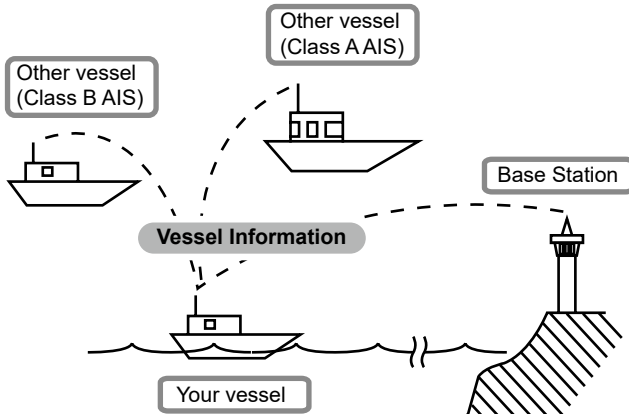 Other vessel
(Class A AIS)
Other vessel
(Class B AIS)
Base Station
Vessel Information
Your vessel